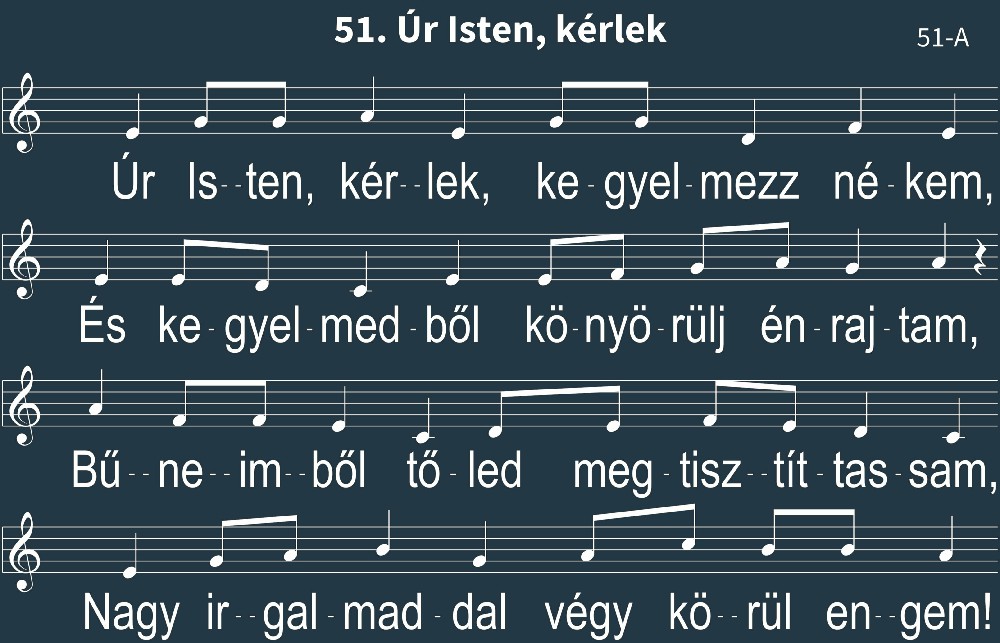 51. Úr Isten, kérlek
51-A
Úr Is--ten, kér--lek, ke-gyel-mezz né-kem,
És ke-gyel-med-ből kö-nyö-rülj én-raj-tam,
Bű--ne--im--ből tő-led meg-tisz--tít-tas-sam,
Nagy ir--gal-mad-dal végy kö--rül en--gem!